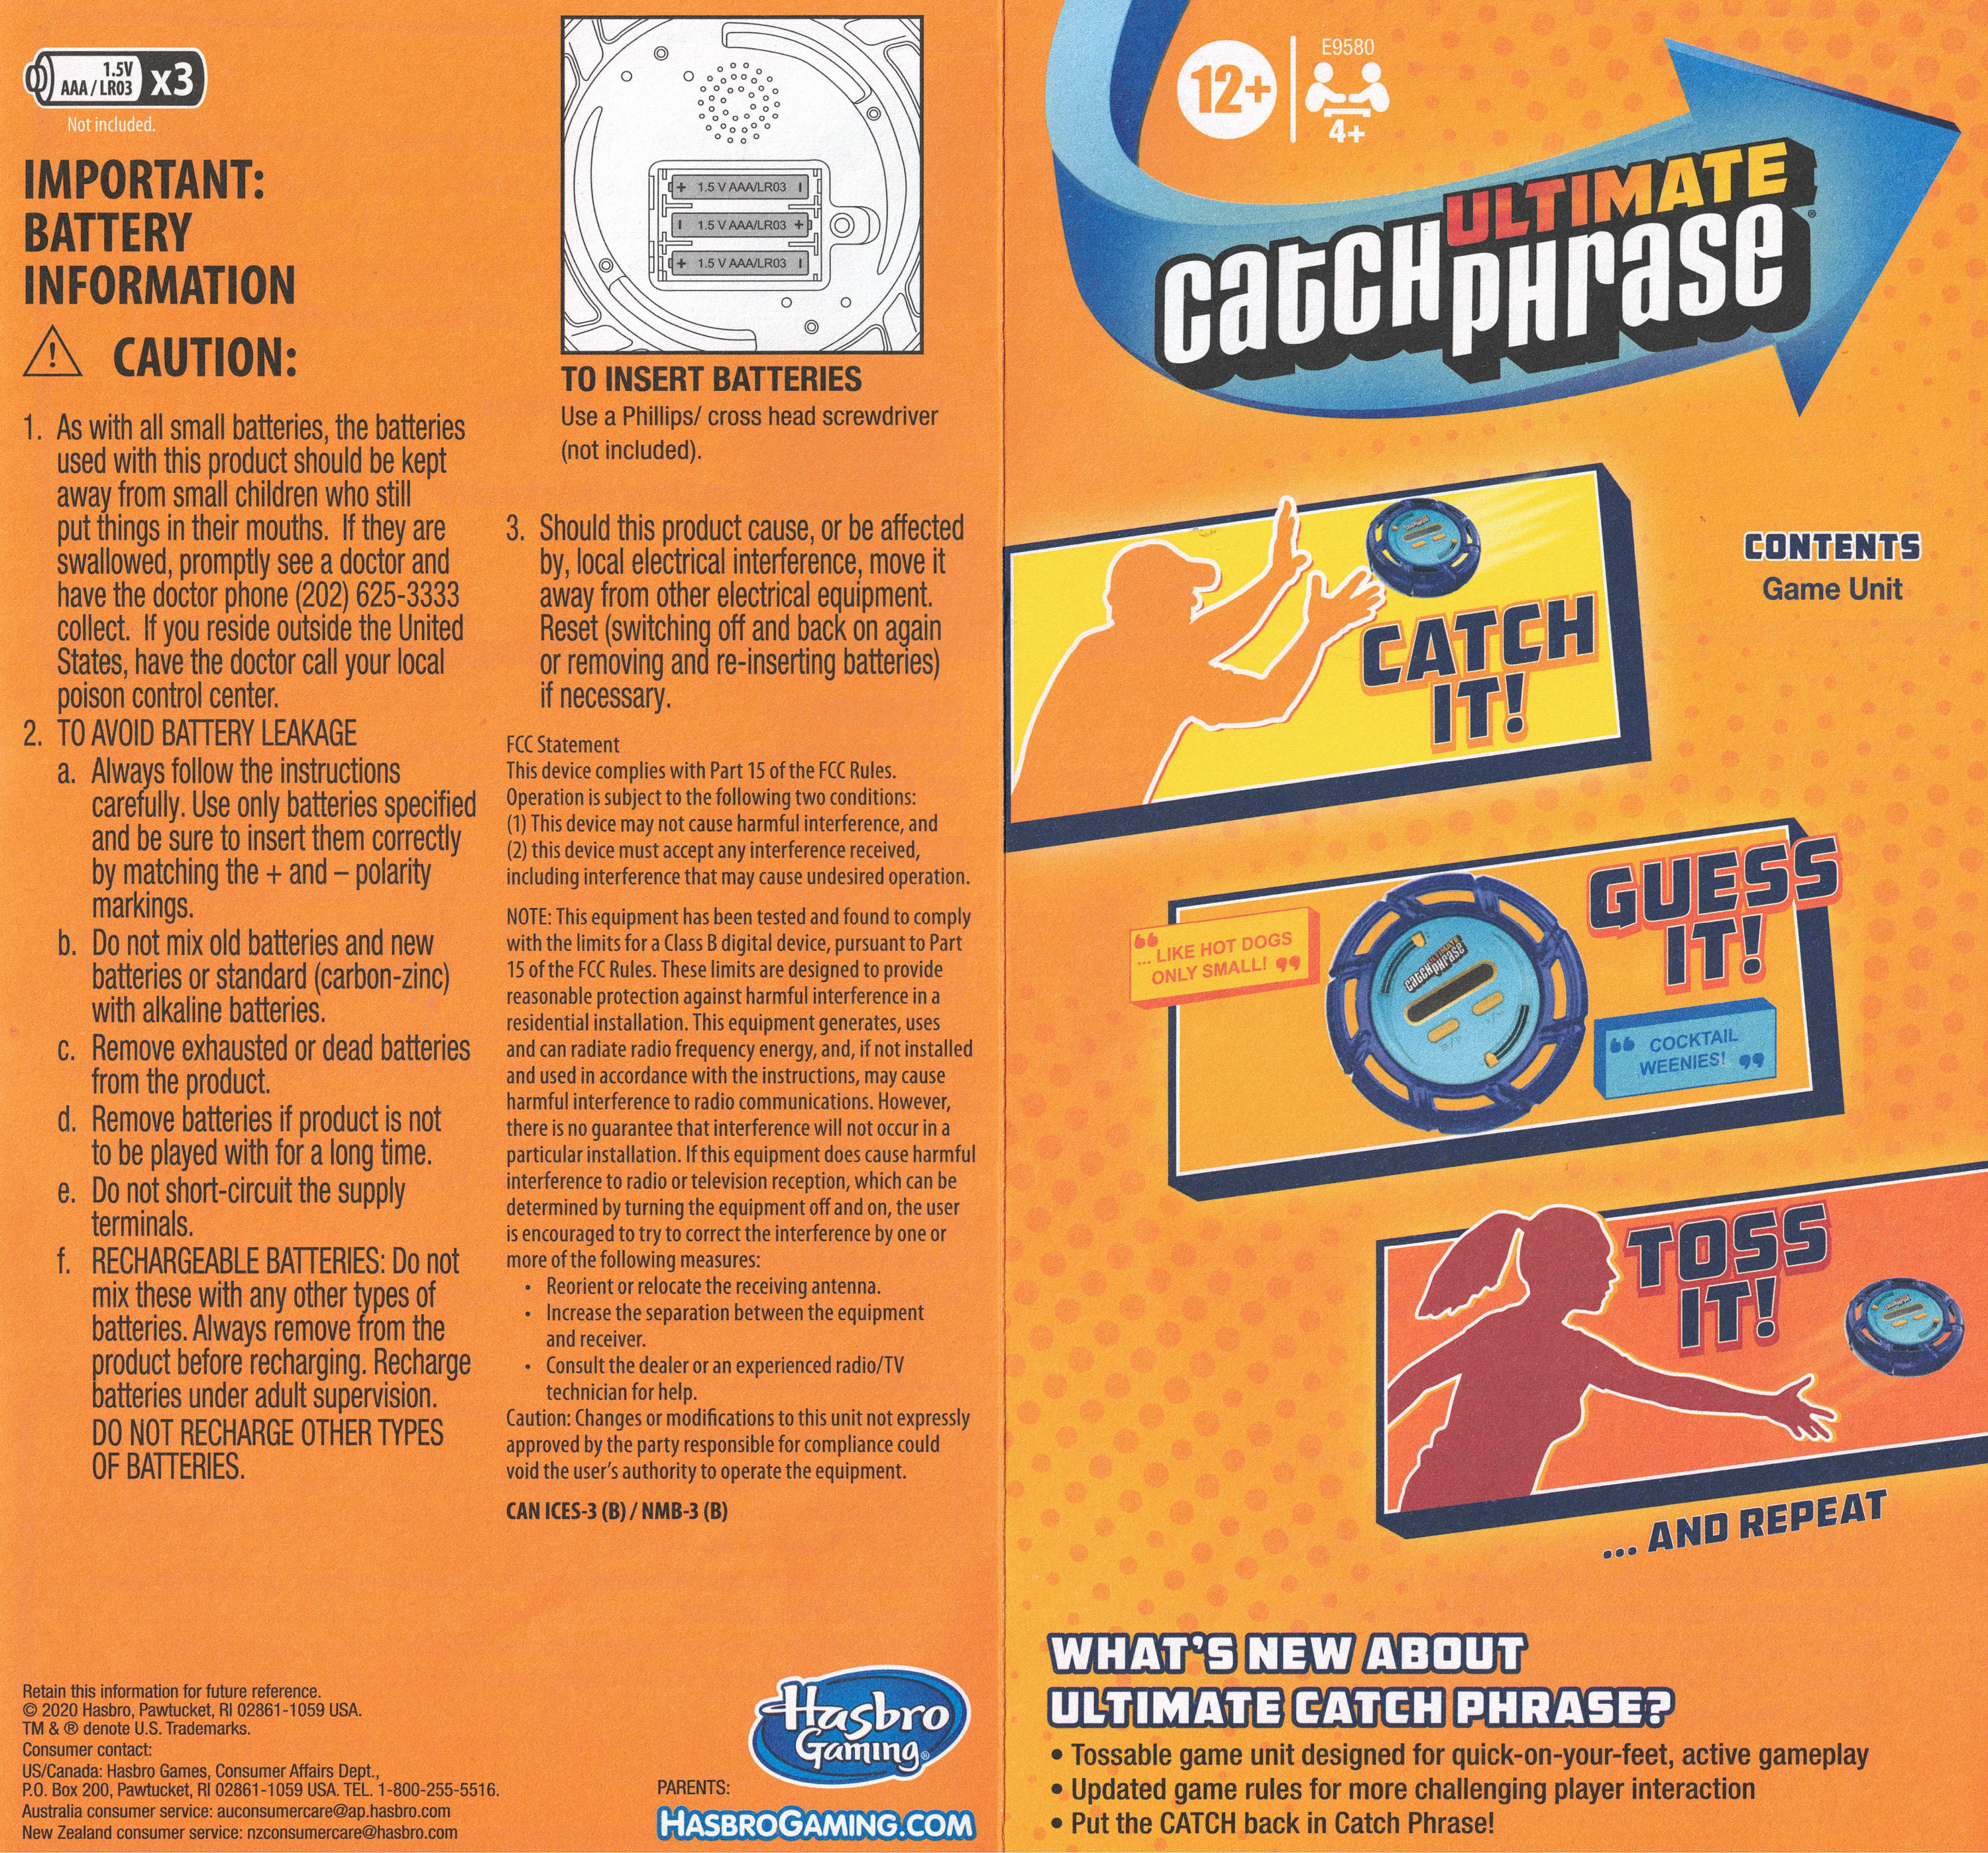 1.5V
AAA / LR03 x3
Not included.
IMPORTANT:
BATTERY
INFORMATION
! CAUTION:
1. As with all small batteries, the batteries
used with this product should be kept
away from small children who still
put things in their mouths. If they are
swallowed, promptly see a doctor and
have the doctor phone (202) 625-3333
collect. If you reside outside the United
States, have the doctor call your local
poison control center.
2. TO AVOID BATTERY LEAKAGE
a. Always follow the instructions
carefully. Use only batteries specified
and be sure to insert them correctly
by matching the + and – polarity
markings.
b. Do not mix old batteries and new
batteries or standard (carbon-zinc)
with alkaline batteries.
c. Remove exhausted or dead batteries
from the product.
d. Remove batteries if product is not
to be played with for a long time.
e. Do not short-circuit the supply
terminals.
f. RECHARGEABLE BATTERIES: Do not
mix these with any other types of
batteries. Always remove from the
product before recharging. Recharge
batteries under adult supervision.
DO NOT RECHARGE OTHER TYPES
OF BATTERIES.
Retain this information for future reference.
© 2020 Hasbro, Pawtucket, RI 02861-1059 USA.
TM & ® denote U.S. Trademarks.
Consumer contact:
US/Canada: Hasbro Games, Consumer Affairs Dept.,
P.O. Box 200, Pawtucket, RI 02861-1059 USA. TEL. 1-800-255-5516.
Australia consumer service: auconsumercare@ap.hasbro.com
New Zealand consumer service: nzconsumercare@hasbro.com
+ 1.5 V AAA/LR03 I
I 1.5 V AAA/LR03 +
+ 1.5 V AAA/LR03 I
TO INSERT BATTERIES
Use a Phillips/ cross head screwdriver
(not included).
3. Should this product cause, or be affected
by, local electrical interference, move it
away from other electrical equipment.
Reset (switching off and back on again
or removing and re-inserting batteries)
if necessary.
FCC Statement
This device complies with Part 15 of the FCC Rules.
Operation is subject to the following two conditions:
(1) This device may not cause harmful interference, and
(2) this device must accept any interference received,
including interference that may cause undesired operation.
NOTE: This equipment has been tested and found to comply
with the limits for a Class B digital device, pursuant to Part
15 of the FCC Rules. These limits are designed to provide
reasonable protection against harmful interference in a
residential installation. This equipment generates, uses
and can radiate radio frequency energy, and, if not installed
and used in accordance with the instructions, may cause
harmful interference to radio communications. However,
there is no guarantee that interference will not occur in a
particular installation. If this equipment does cause harmful
interference to radio or television reception, which can be
determined by turning the equipment off and on, the user
is encouraged to try to correct the interference by one or
more of the following measures:
• Reorient or relocate the receiving antenna.
• Increase the separation between the equipment
and receiver.
• Consult the dealer or an experienced radio/TV
technician for help.
Caution: Changes or modifications to this unit not expressly
approved by the party responsible for compliance could
void the user's authority to operate the equipment.
CAN ICES-3 (B) / NMB-3 (B)
Hasbro
Gaming®
PARENTS:
HASBROGAMING.COM
12+
E9580
4+
ULTIMATE
CatCHPHrase®
CONTENTS
Game Unit
CATCH
IT!
GUESS
IT!
“ ... LIKE HOT DOGS
ONLY SMALL! ”
ULTIMATE
CatCHPHrase
“ COCKTAIL
WEENIES! ”
TOSS
IT!
... AND REPEAT
WHAT'S NEW ABOUT
ULTIMATE CATCH PHRASE?
• Tossable game unit designed for quick-on-your-feet, active gameplay
• Updated game rules for more challenging player interaction
• Put the CATCH back in Catch Phrase!